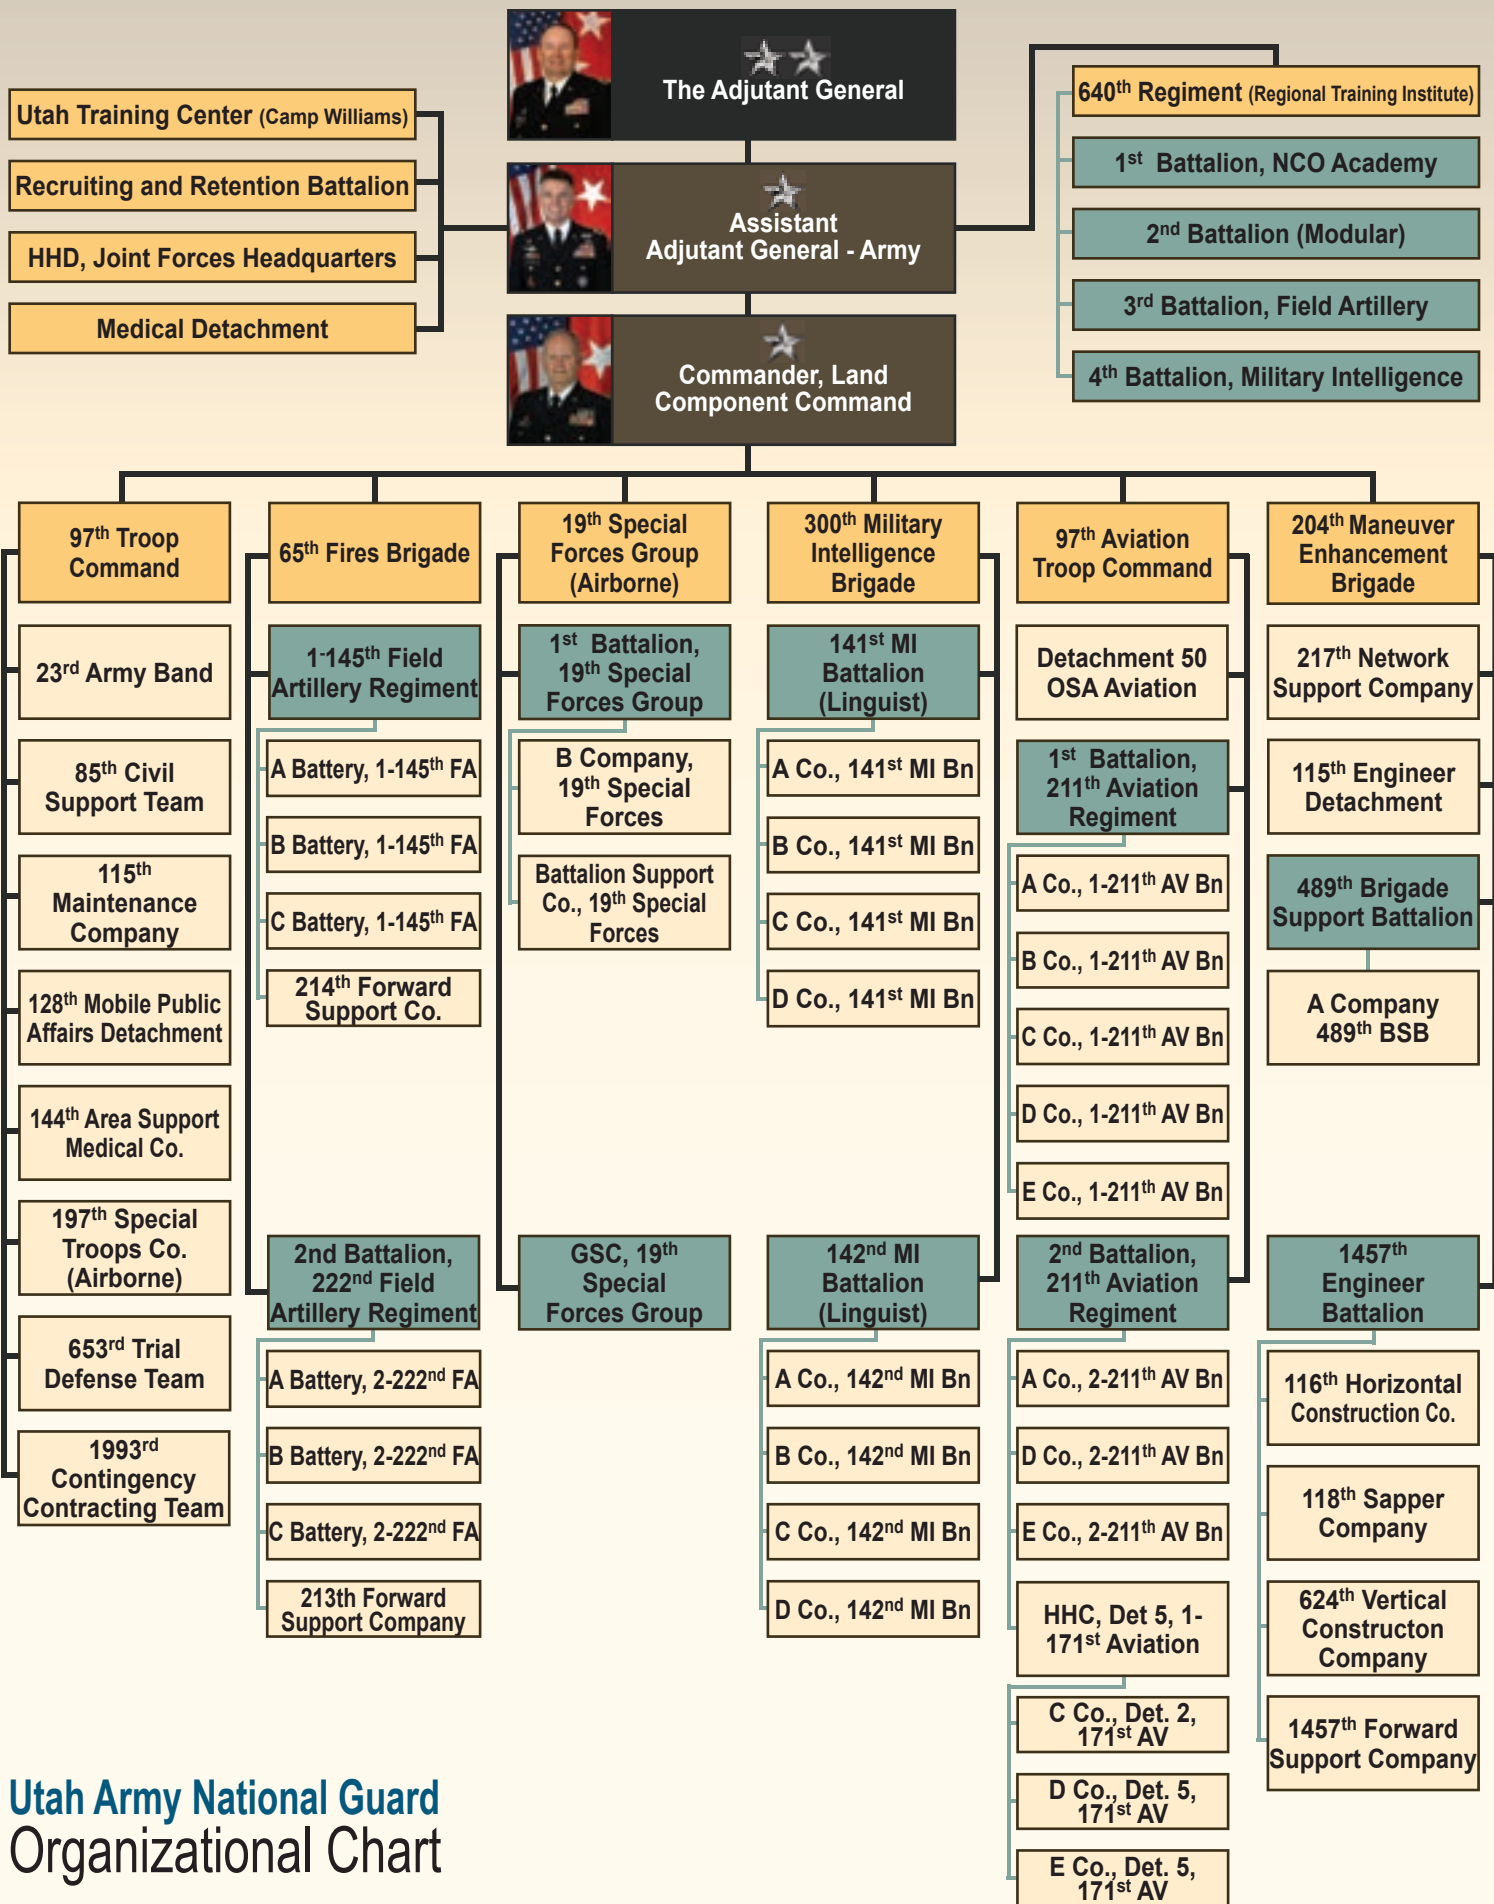 The Adjutant General
Assistant
Adjutant General - Army
Commander, Land
Component Command
Utah Training Center (Camp Williams)
Recruiting and Retention Battalion
HHD, Joint Forces Headquarters
Medical Detachment
640th Regiment (Regional Training Institute)
1st Battalion, NCO Academy
2nd Battalion (Modular)
3rd Battalion, Field Artillery
4th Battalion, Military Intelligence
97th Troop
Command
23rd Army Band
85th Civil
Support Team
115th
Maintenance
Company
128th Mobile Public
Affairs Detachment
144th Area Support
Medical Co.
197th Special
Troops Co.
(Airborne)
653rd Trial
Defense Team
1993rd
Contingency
Contracting Team
65th Fires Brigade
1-145th Field
Artillery Regiment
A Battery, 1-145th FA
B Battery, 1-145th FA
C Battery, 1-145th FA
214th Forward
Support Co.
2nd Battalion,
222nd Field
Artillery Regiment
A Battery, 2-222nd FA
B Battery, 2-222nd FA
C Battery, 2-222nd FA
213th Forward
Support Company
19th Special
Forces Group
(Airborne)
1st Battalion,
19th Special
Forces Group
B Company,
19th Special
Forces
Battalion Support
Co., 19th Special
Forces
GSC, 19th
Special
Forces Group
300th Military
Intelligence
Brigade
141st MI
Battalion
(Linguist)
A Co., 141st MI Bn
B Co., 141st MI Bn
C Co., 141st MI Bn
D Co., 141st MI Bn
142nd MI
Battalion
(Linguist)
A Co., 142nd MI Bn
B Co., 142nd MI Bn
C Co., 142nd MI Bn
D Co., 142nd MI Bn
97th Aviation
Troop Command
Detachment 50
OSA Aviation
1st Battalion,
211th Aviation
Regiment
A Co., 1-211th AV Bn
B Co., 1-211th AV Bn
C Co., 1-211th AV Bn
D Co., 1-211th AV Bn
E Co., 1-211th AV Bn
2nd Battalion,
211th Aviation
Regiment
A Co., 2-211th AV Bn
D Co., 2-211th AV Bn
E Co., 2-211th AV Bn
HHC, Det 5, 1-
171st Aviation
C Co., Det. 2,
171st AV
D Co., Det. 5,
171st AV
E Co., Det. 5,
171st AV
204th Maneuver
Enhancement
Brigade
217th Network
Support Company
115th Engineer
Detachment
489th Brigade
Support Battalion
A Company
489th BSB
1457th
Engineer
Battalion
116th Horizontal
Construction Co.
118th Sapper
Company
624th Vertical
Constructon
Company
1457th Forward
Support Company
Utah Army National Guard
Organizational Chart